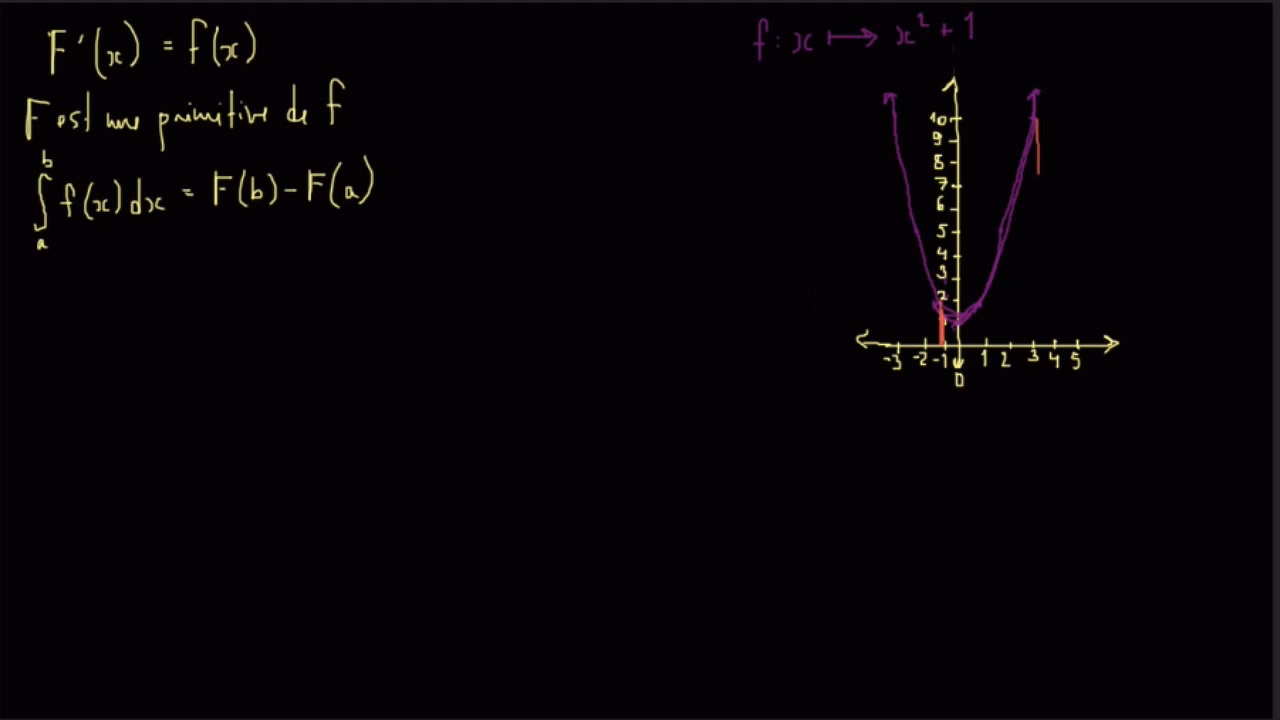 F'(x) = f(x)
F est une primitive de f
∫ₐᵇ f(x) dx = F(b) - F(a)
f : x ⟼ x² + 1
10
9
8
7
6
5
4
3
2
1
-3 -2 -1 0 1 2 3 4 5